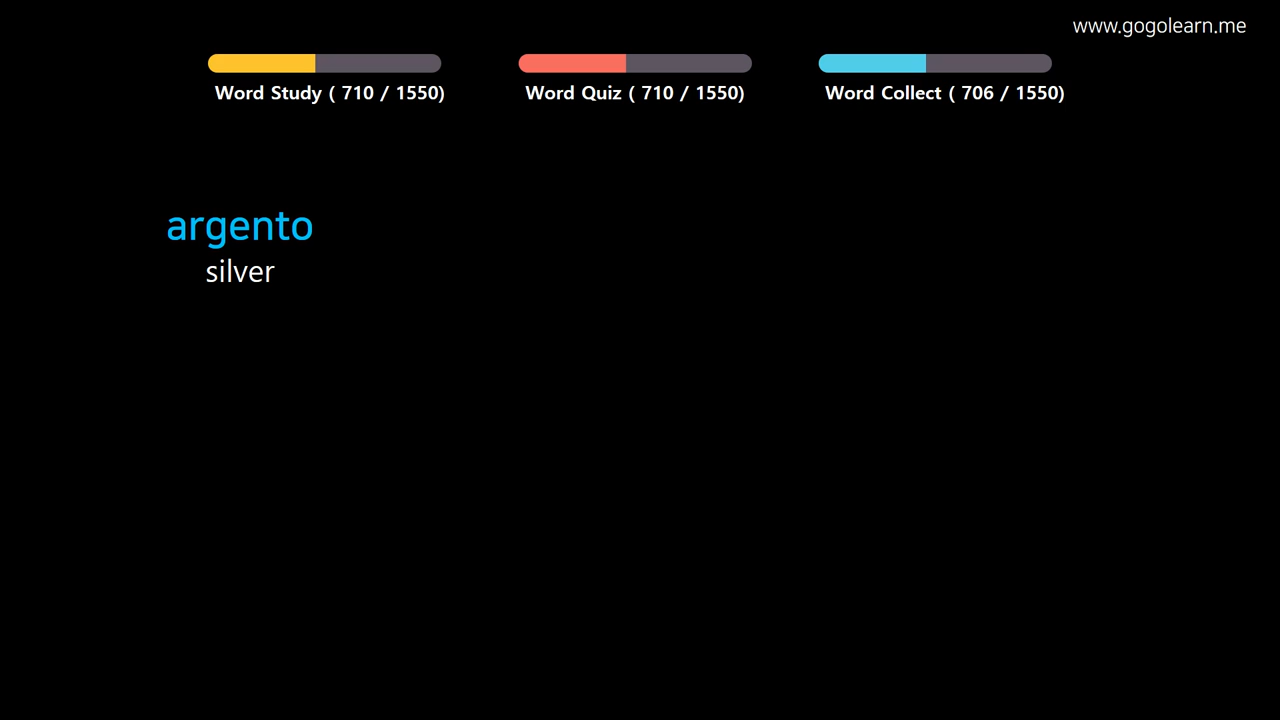 www.gogolearn.me
Word Study ( 710 / 1550)
Word Quiz ( 710 / 1550)
Word Collect ( 706 / 1550)
argento
silver